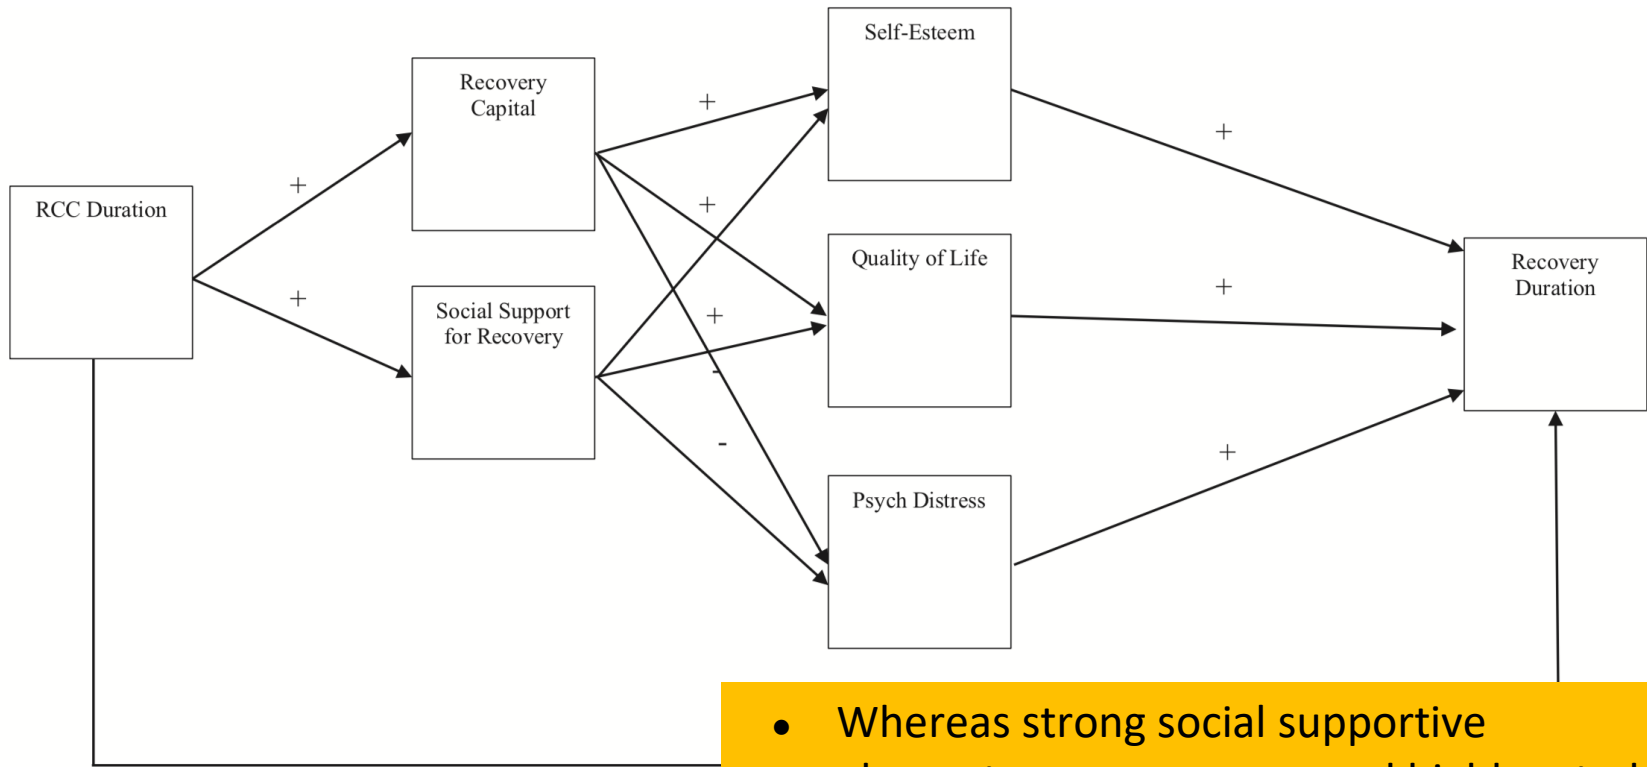 Self-Esteem
Recovery
Capital
+
+
+
RCC Duration
+
Quality of Life
Recovery
Duration
+
+
Social Support
for Recovery
+
-
-
+
Psych Distress
• Whereas strong social supportive